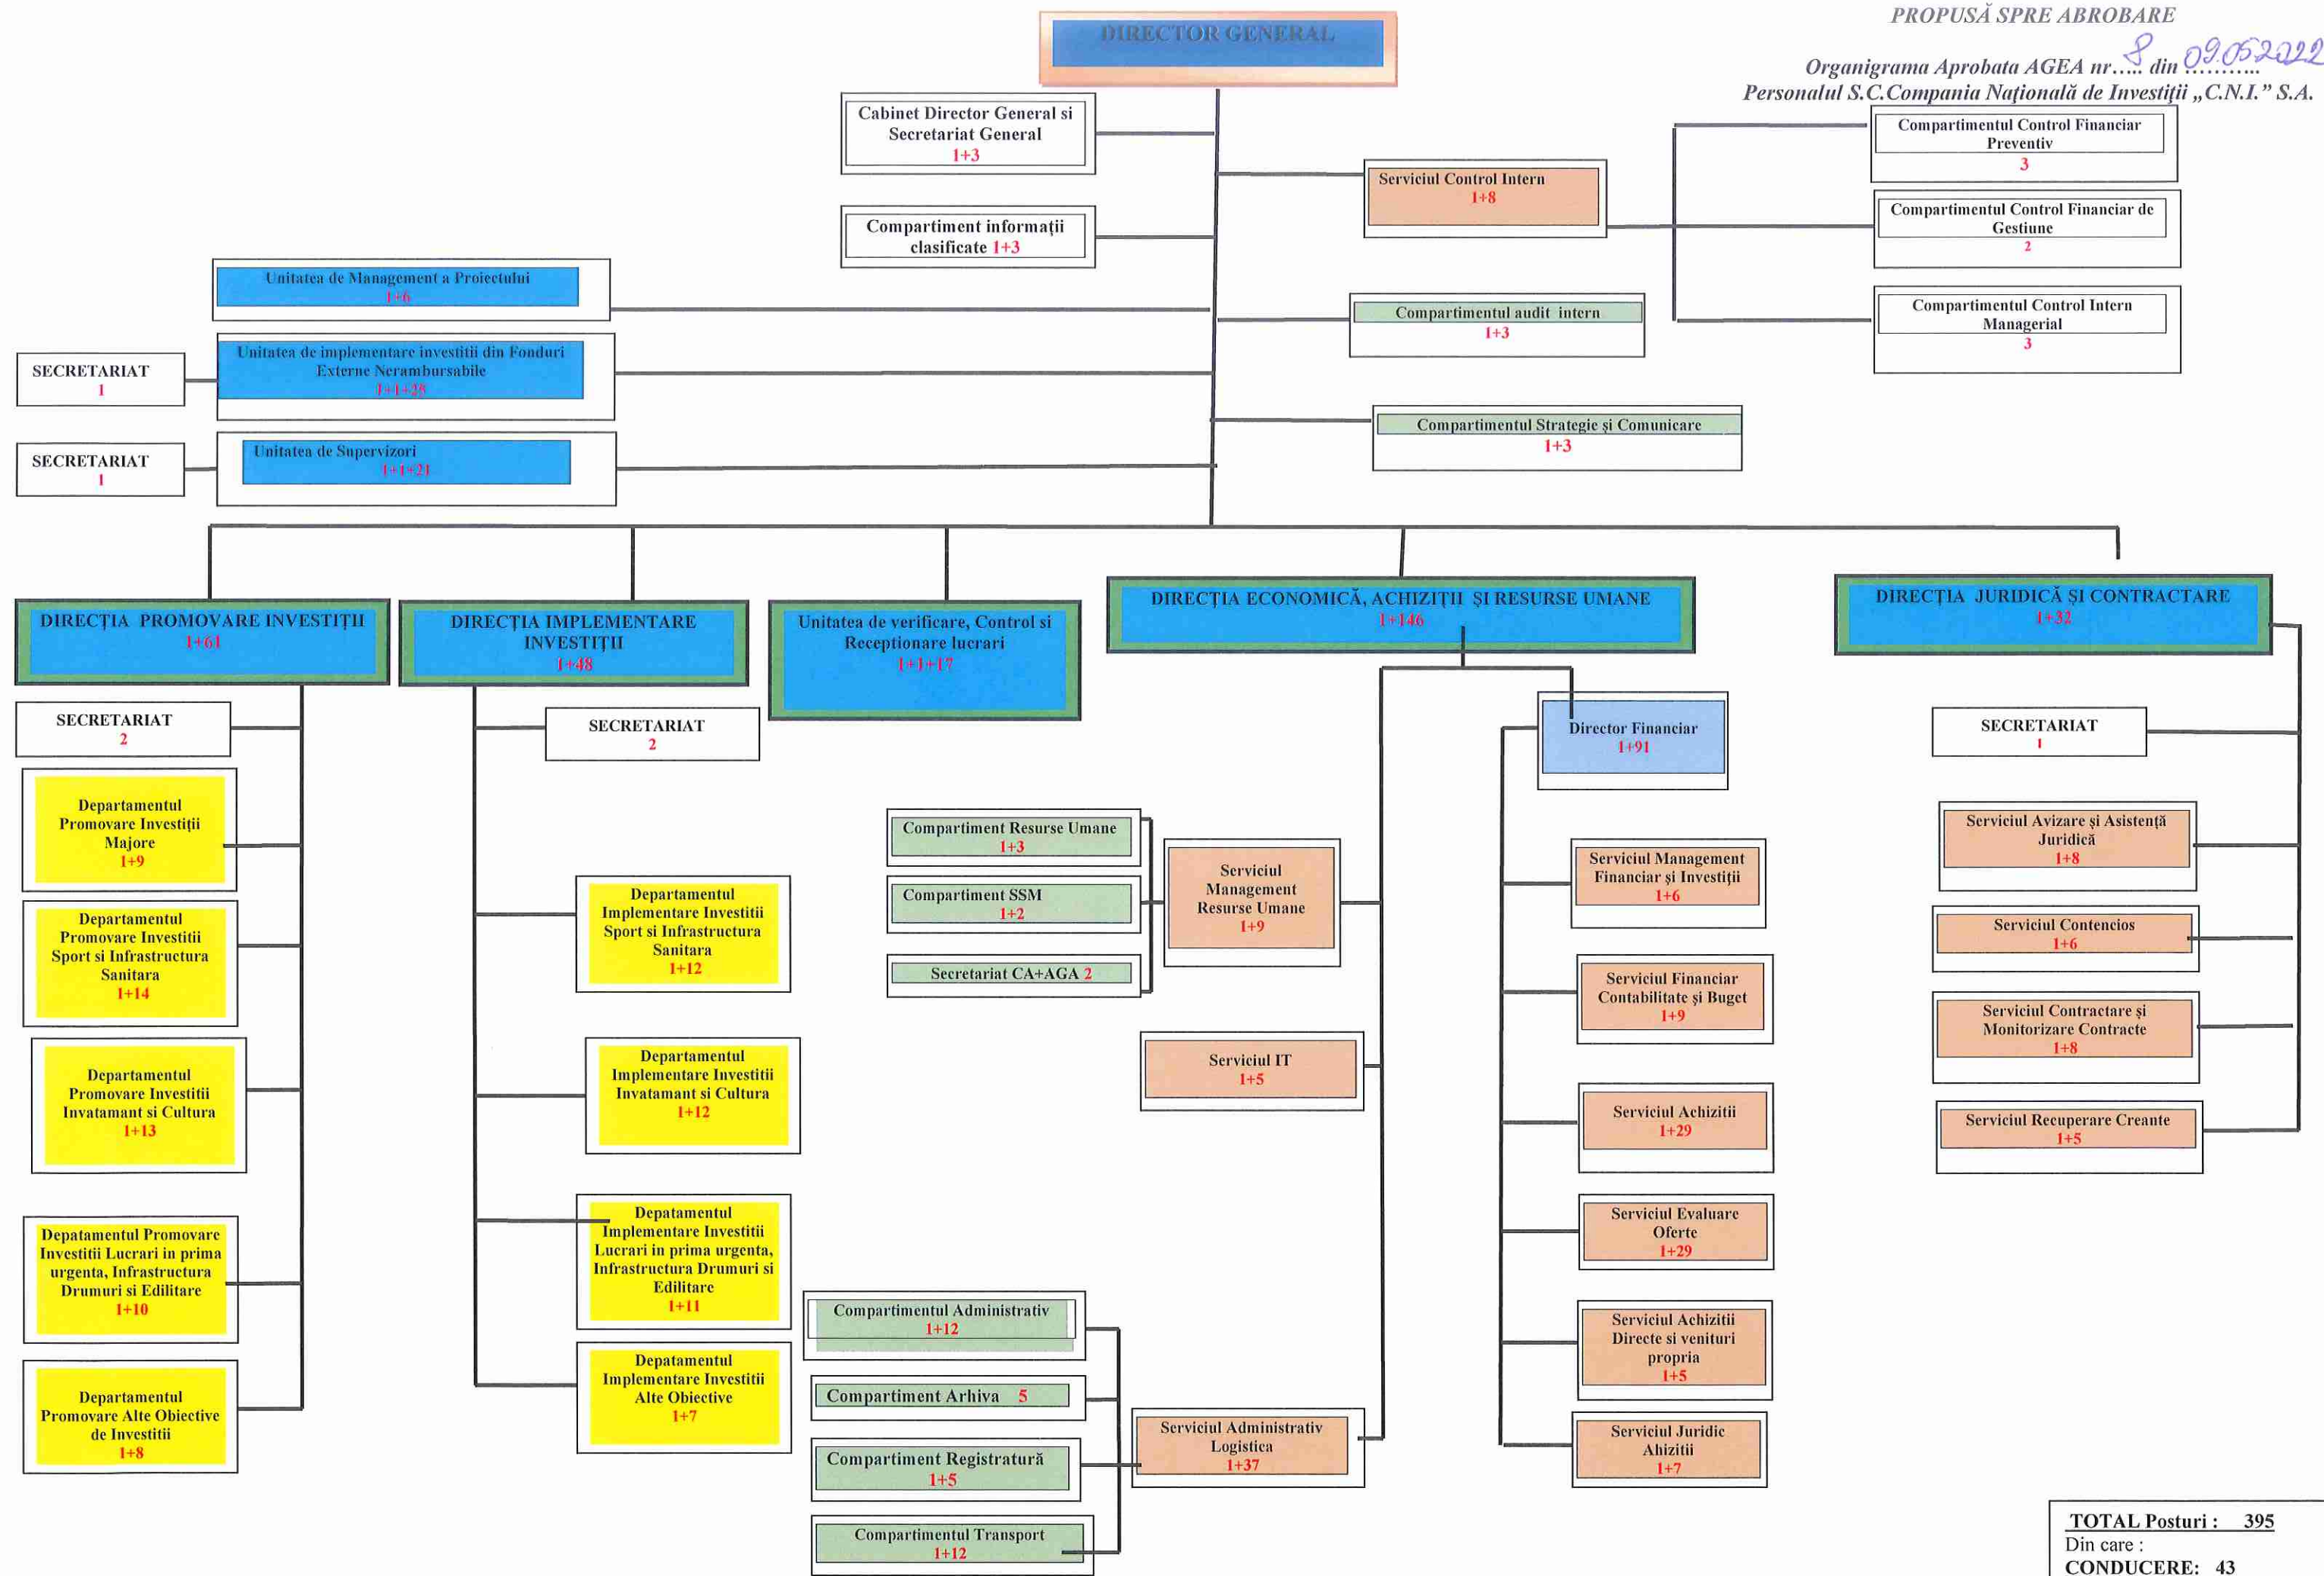 PROPUSĂ SPRE ABROBARE
Organigrama Aprobata AGEA nr..... din ...........
8 09.05.2022
Personalul S.C.Compania Națională de Investiții „C.N.I.” S.A.
DIRECTOR GENERAL
Cabinet Director General si
Secretariat General
1+3
Compartiment informații
clasificate 1+3
Serviciul Control Intern
1+8
Compartimentul Control Financiar
Preventiv
3
Compartimentul Control Financiar de
Gestiune
2
Compartimentul Control Intern
Managerial
3
Unitatea de Management a Proiectului
1+6
Compartimentul audit intern
1+3
SECRETARIAT
1
Unitatea de implementare investitii din Fonduri
Externe Nerambursabile
1+1+25
Compartimentul Strategie și Comunicare
1+3
SECRETARIAT
1
Unitatea de Supervizori
1+1+21
DIRECȚIA PROMOVARE INVESTIȚII
1+61
DIRECȚIA IMPLEMENTARE
INVESTIȚII
1+48
Unitatea de verificare, Control si
Receptionare lucrari
1+1+17
DIRECȚIA ECONOMICĂ, ACHIZIȚII ȘI RESURSE UMANE
1+146
DIRECȚIA JURIDICĂ ȘI CONTRACTARE
1+32
SECRETARIAT
2
Departamentul
Promovare Investiții
Majore
1+9
Departamentul
Promovare Investitii
Sport si Infrastructura
Sanitara
1+14
Departamentul
Promovare Investitii
Invatamant si Cultura
1+13
Depatamentul Promovare
Investitii Lucrari in prima
urgenta, Infrastructura
Drumuri si Edilitare
1+10
Departamentul
Promovare Alte Obiective
de Investitii
1+8
SECRETARIAT
2
Departamentul
Implementare Investitii
Sport si Infrastructura
Sanitara
1+12
Departamentul
Implementare Investitii
Invatamant si Cultura
1+12
Depatamentul
Implementare Investitii
Lucrari in prima urgenta,
Infrastructura Drumuri si
Edilitare
1+11
Depatamentul
Implementare Investitii
Alte Obiective
1+7
Compartiment Resurse Umane
1+3
Compartiment SSM
1+2
Secretariat CA+AGA 2
Serviciul
Management
Resurse Umane
1+9
Serviciul IT
1+5
Compartimentul Administrativ
1+12
Compartiment Arhiva 5
Compartiment Registratură
1+5
Compartimentul Transport
1+12
Serviciul Administrativ
Logistica
1+37
Director Financiar
1+91
Serviciul Management
Financiar și Investiții
1+6
Serviciul Financiar
Contabilitate și Buget
1+9
Serviciul Achizitii
1+29
Serviciul Evaluare
Oferte
1+29
Serviciul Achizitii
Directe si venituri
propria
1+5
Serviciul Juridic
Ahizitii
1+7
SECRETARIAT
1
Serviciul Avizare și Asistență
Juridică
1+8
Serviciul Contencios
1+6
Serviciul Contractare și
Monitorizare Contracte
1+8
Serviciul Recuperare Creante
1+5
TOTAL Posturi : 395
Din care :
CONDUCERE: 43